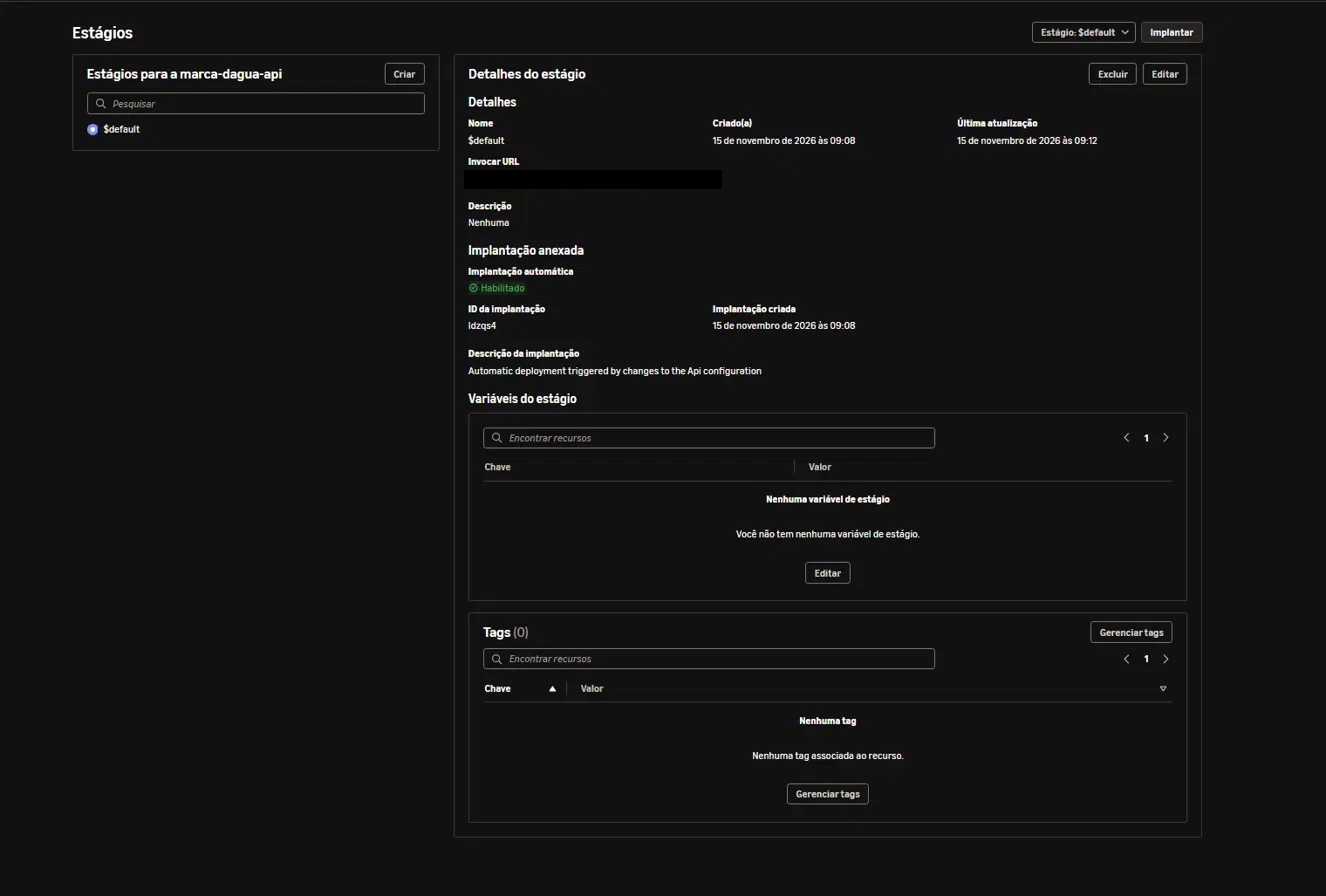 Estágios
Estágio: $default
Implantar
Estágios para a marca-dagua-api
Criar
Pesquisar
$default
Detalhes do estágio
Excluir
Editar
Detalhes
Nome
Criado(a)
Última atualização
$default
15 de novembro de 2026 às 09:08
15 de novembro de 2026 às 09:12
Invocar URL
Descrição
Nenhuma
Implantação anexada
Implantação automática
Habilitado
ID da implantação
Implantação criada
ldzqs4
15 de novembro de 2026 às 09:08
Descrição da implantação
Automatic deployment triggered by changes to the Api configuration
Variáveis do estágio
Encontrar recursos
1
Chave
Valor
Nenhuma variável de estágio
Você não tem nenhuma variável de estágio.
Editar
Tags (0)
Gerenciar tags
Encontrar recursos
1
Chave
Valor
Nenhuma tag
Nenhuma tag associada ao recurso.
Gerenciar tags